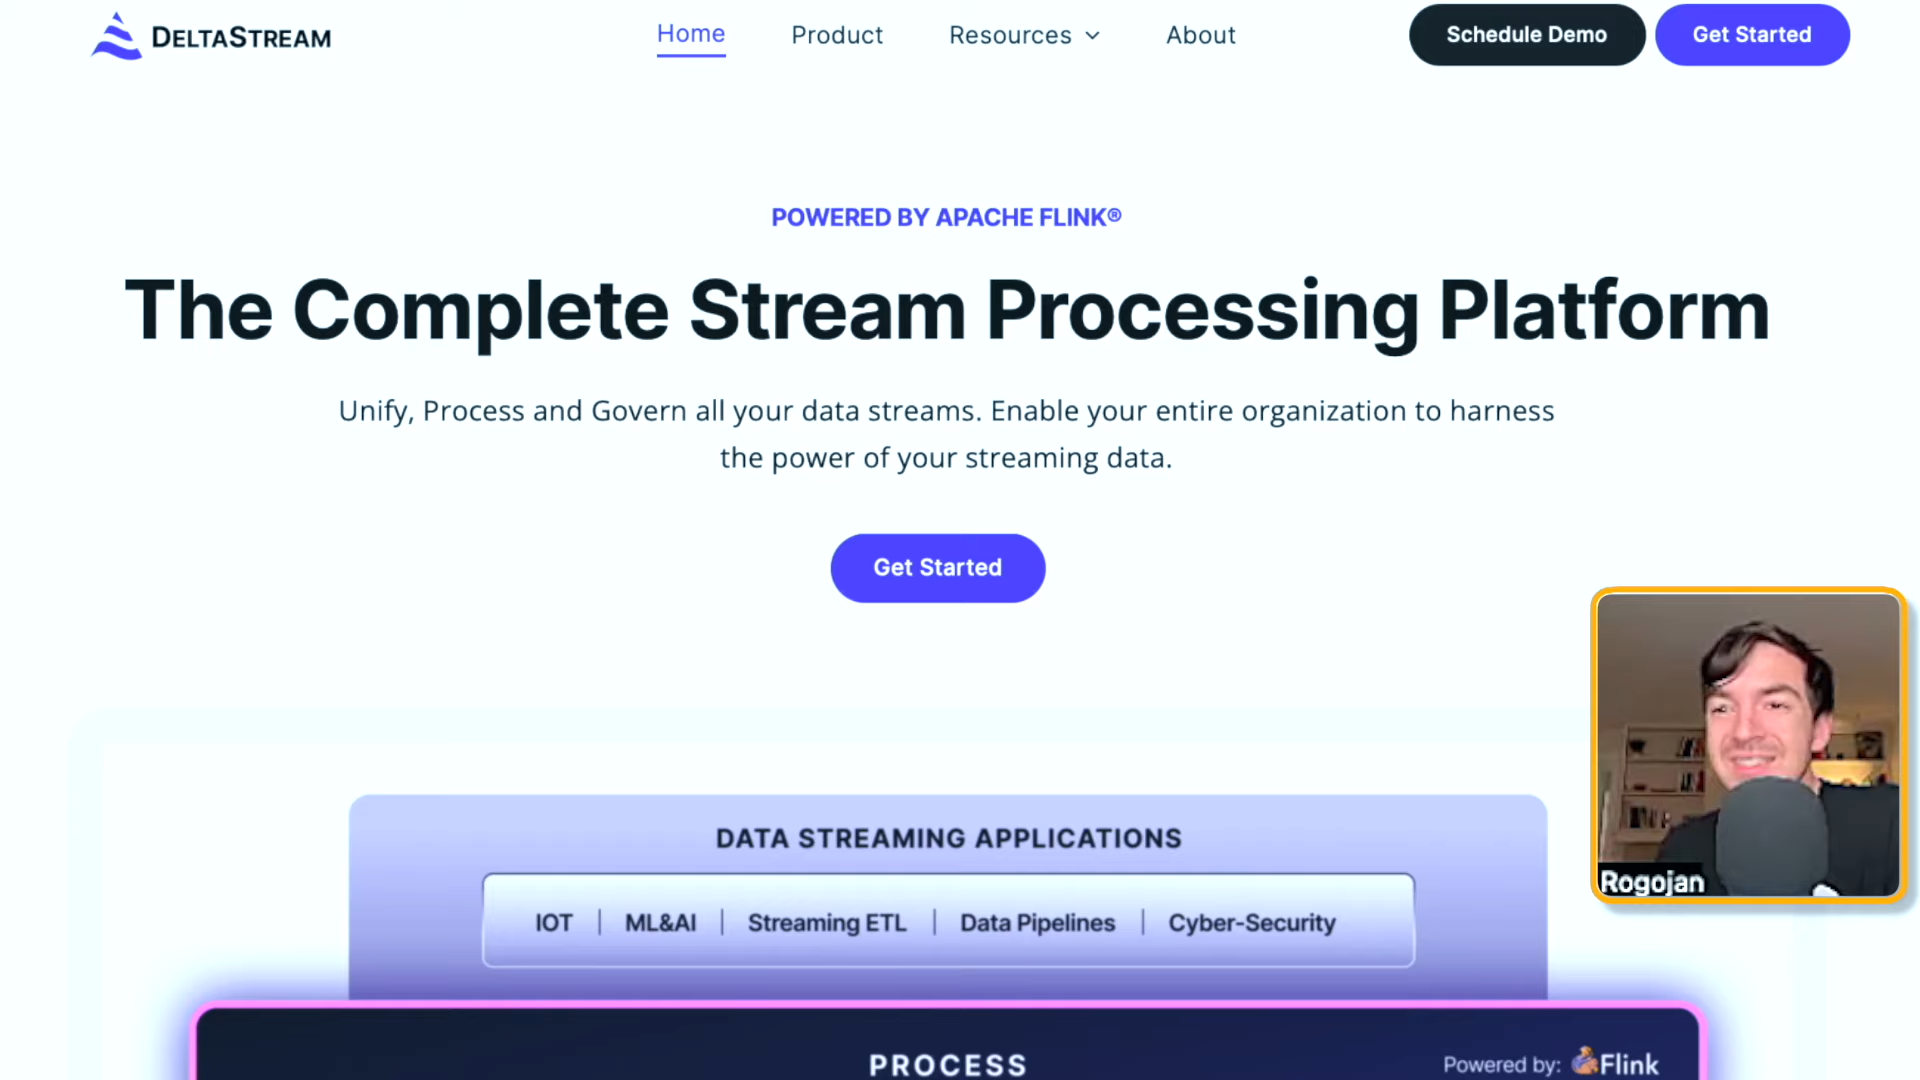 DELTASTREAM
Home
Product
Resources
About
Schedule Demo
Get Started
POWERED BY APACHE FLINK®
The Complete Stream Processing Platform
Unify, Process and Govern all your data streams. Enable your entire organization to harness
the power of your streaming data.
Get Started
DATA STREAMING APPLICATIONS
IOT | ML&AI | Streaming ETL | Data Pipelines | Cyber-Security
Rogojan
PROCESS
Powered by: Flink